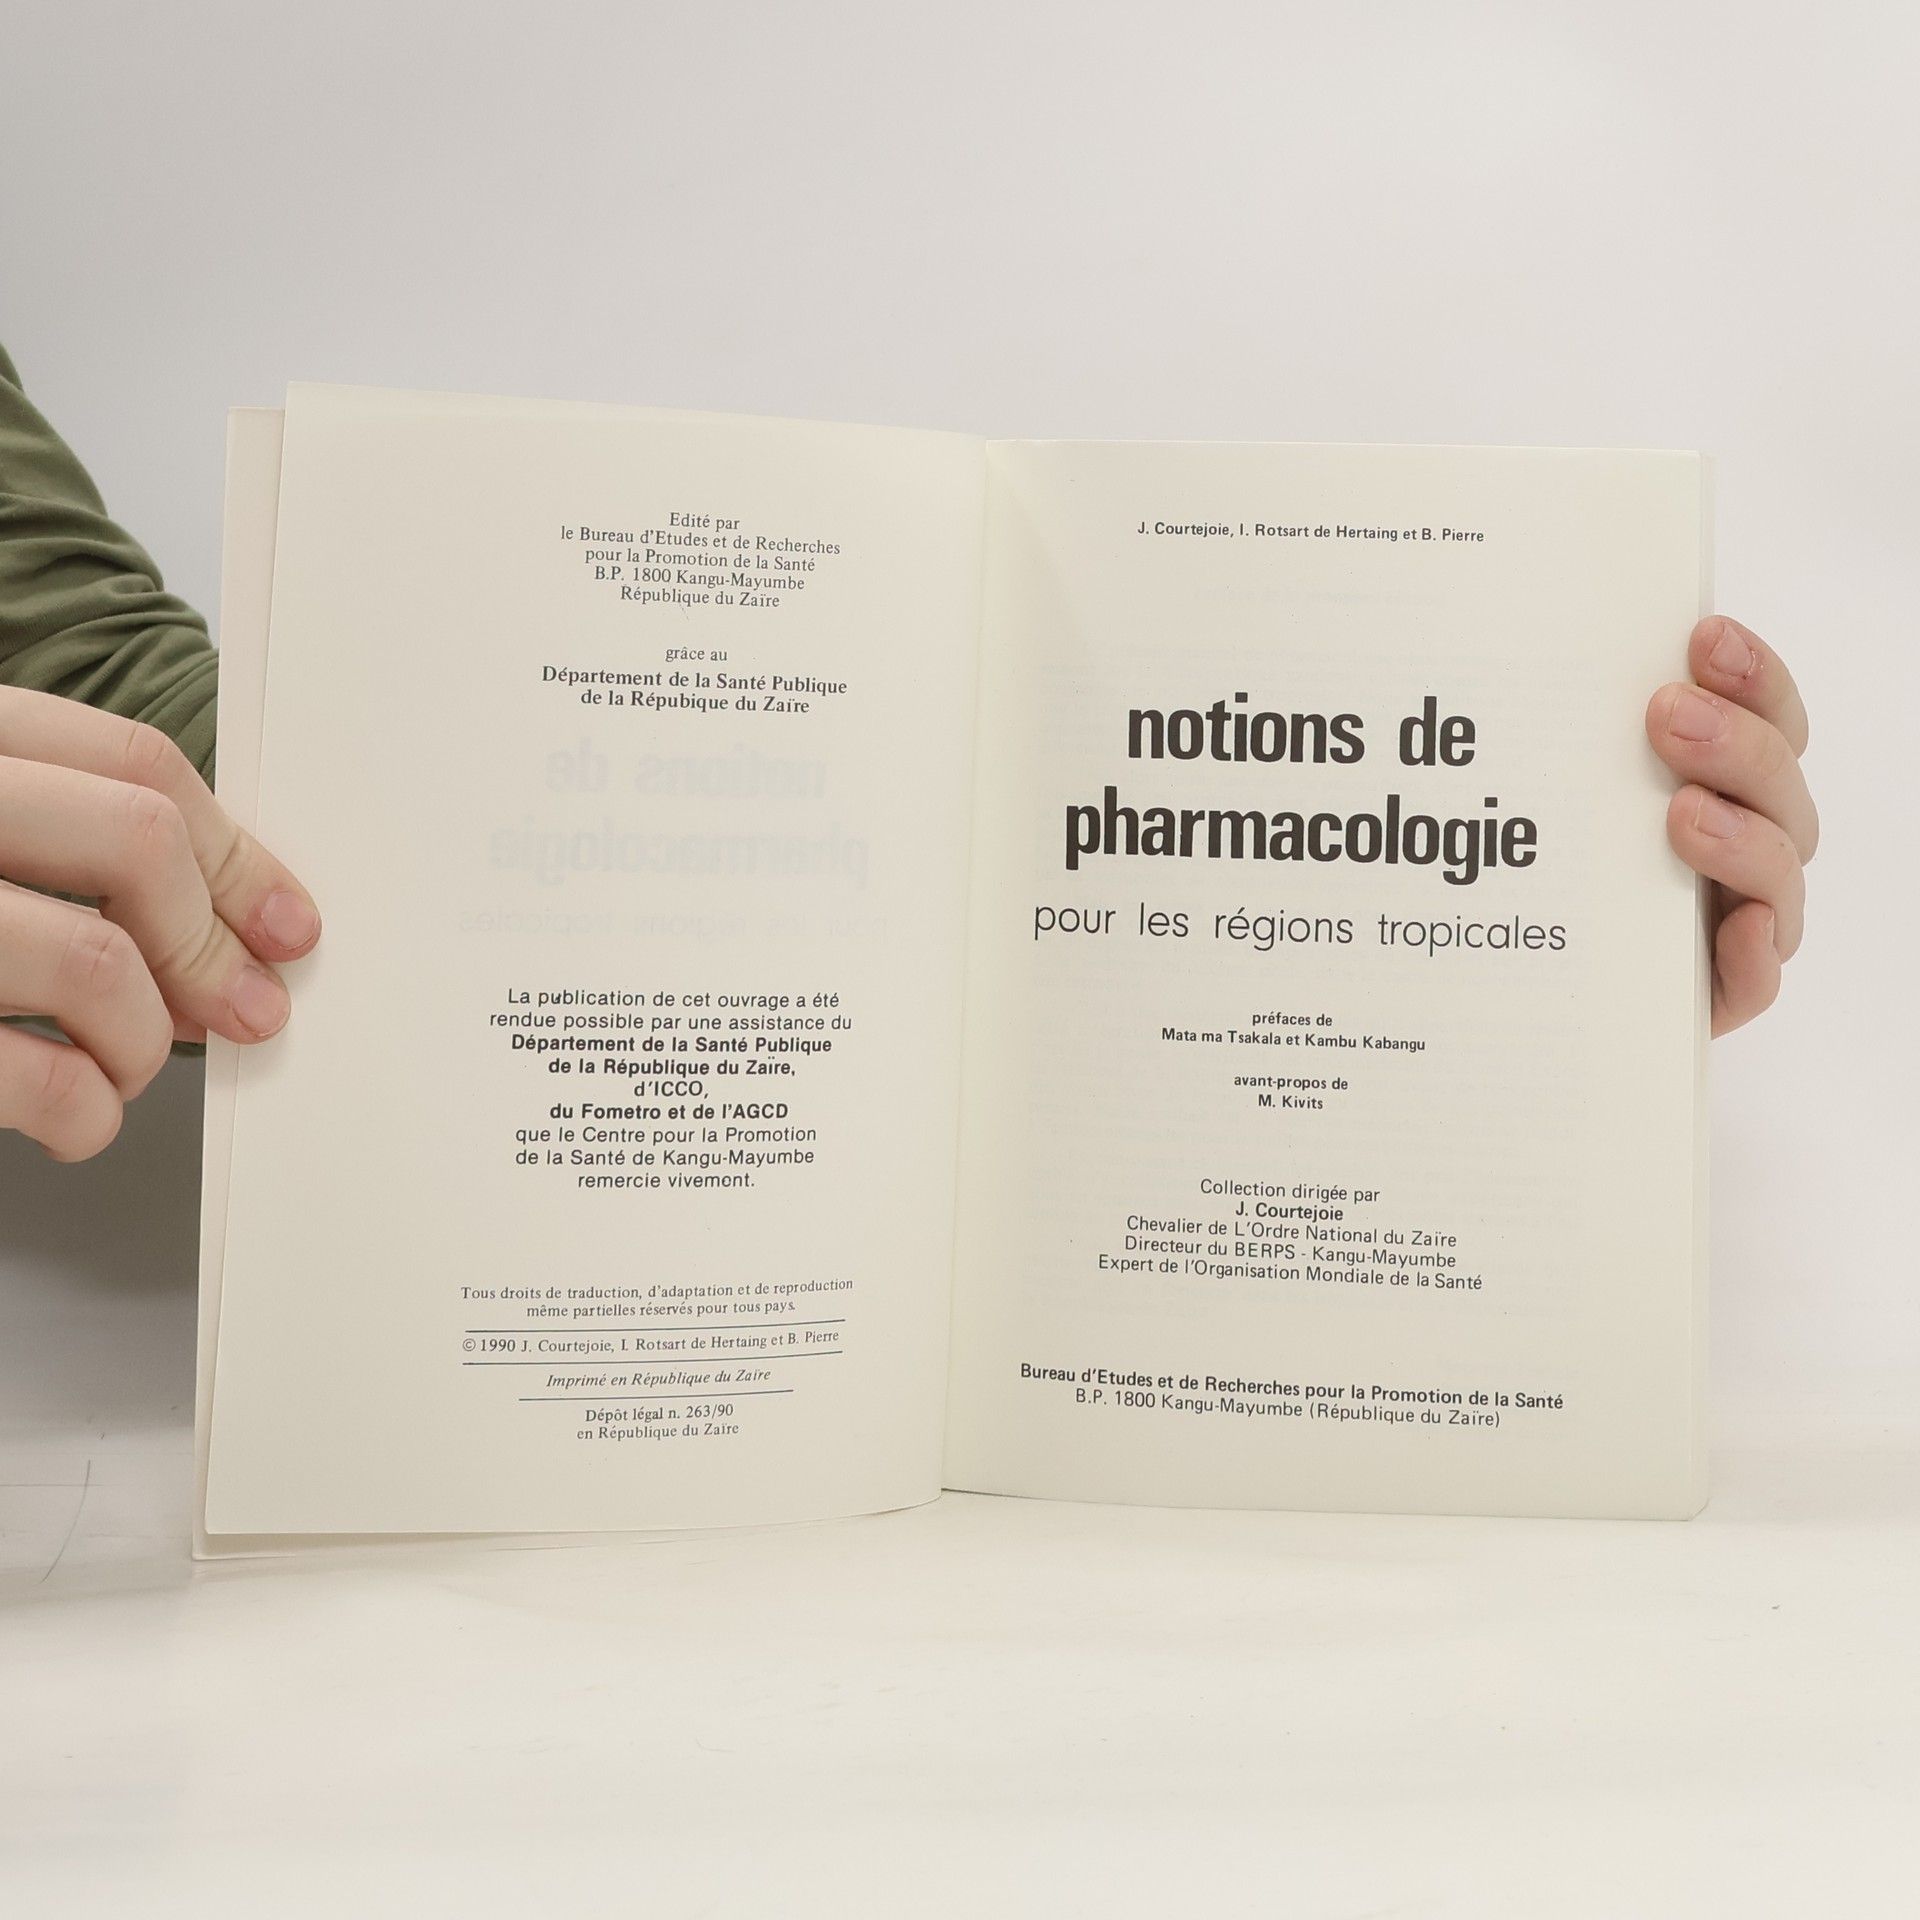 Edité par
le Bureau d'Etudes et de Recherches
pour la Promotion de la Santé
B.P. 1800 Kangu-Mayumbe
République du Zaïre
grâce au
Département de la Santé Publique
de la Répubique du Zaïre
La publication de cet ouvrage a été
rendue possible par une assistance du
Département de la Santé Publique
de la République du Zaïre,
d'ICCO,
du Fometro et de l'AGCD
que le Centre pour la Promotion
de la Santé de Kangu-Mayumbe
remercie vivement.
Tous droits de traduction, d'adaptation et de reproduction
même partielles réservés pour tous pays.
© 1990 J. Courtejoie, I. Rotsart de Hertaing et B. Pierre
Imprimé en République du Zaïre
Dépôt légal n. 263/90
en République du Zaïre
J. Courtejoie, I. Rotsart de Hertaing et B. Pierre
notions de
pharmacologie
pour les régions tropicales
préfaces de
Mata ma Tsakala et Kambu Kabangu
avant-propos de
M. Kivits
Collection dirigée par
J. Courtejoie
Chevalier de L'Ordre National du Zaïre
Directeur du BERPS - Kangu-Mayumbe
Expert de l'Organisation Mondiale de la Santé
Bureau d'Etudes et de Recherches pour la Promotion de la Santé
B.P. 1800 Kangu-Mayumbe (République du Zaïre)